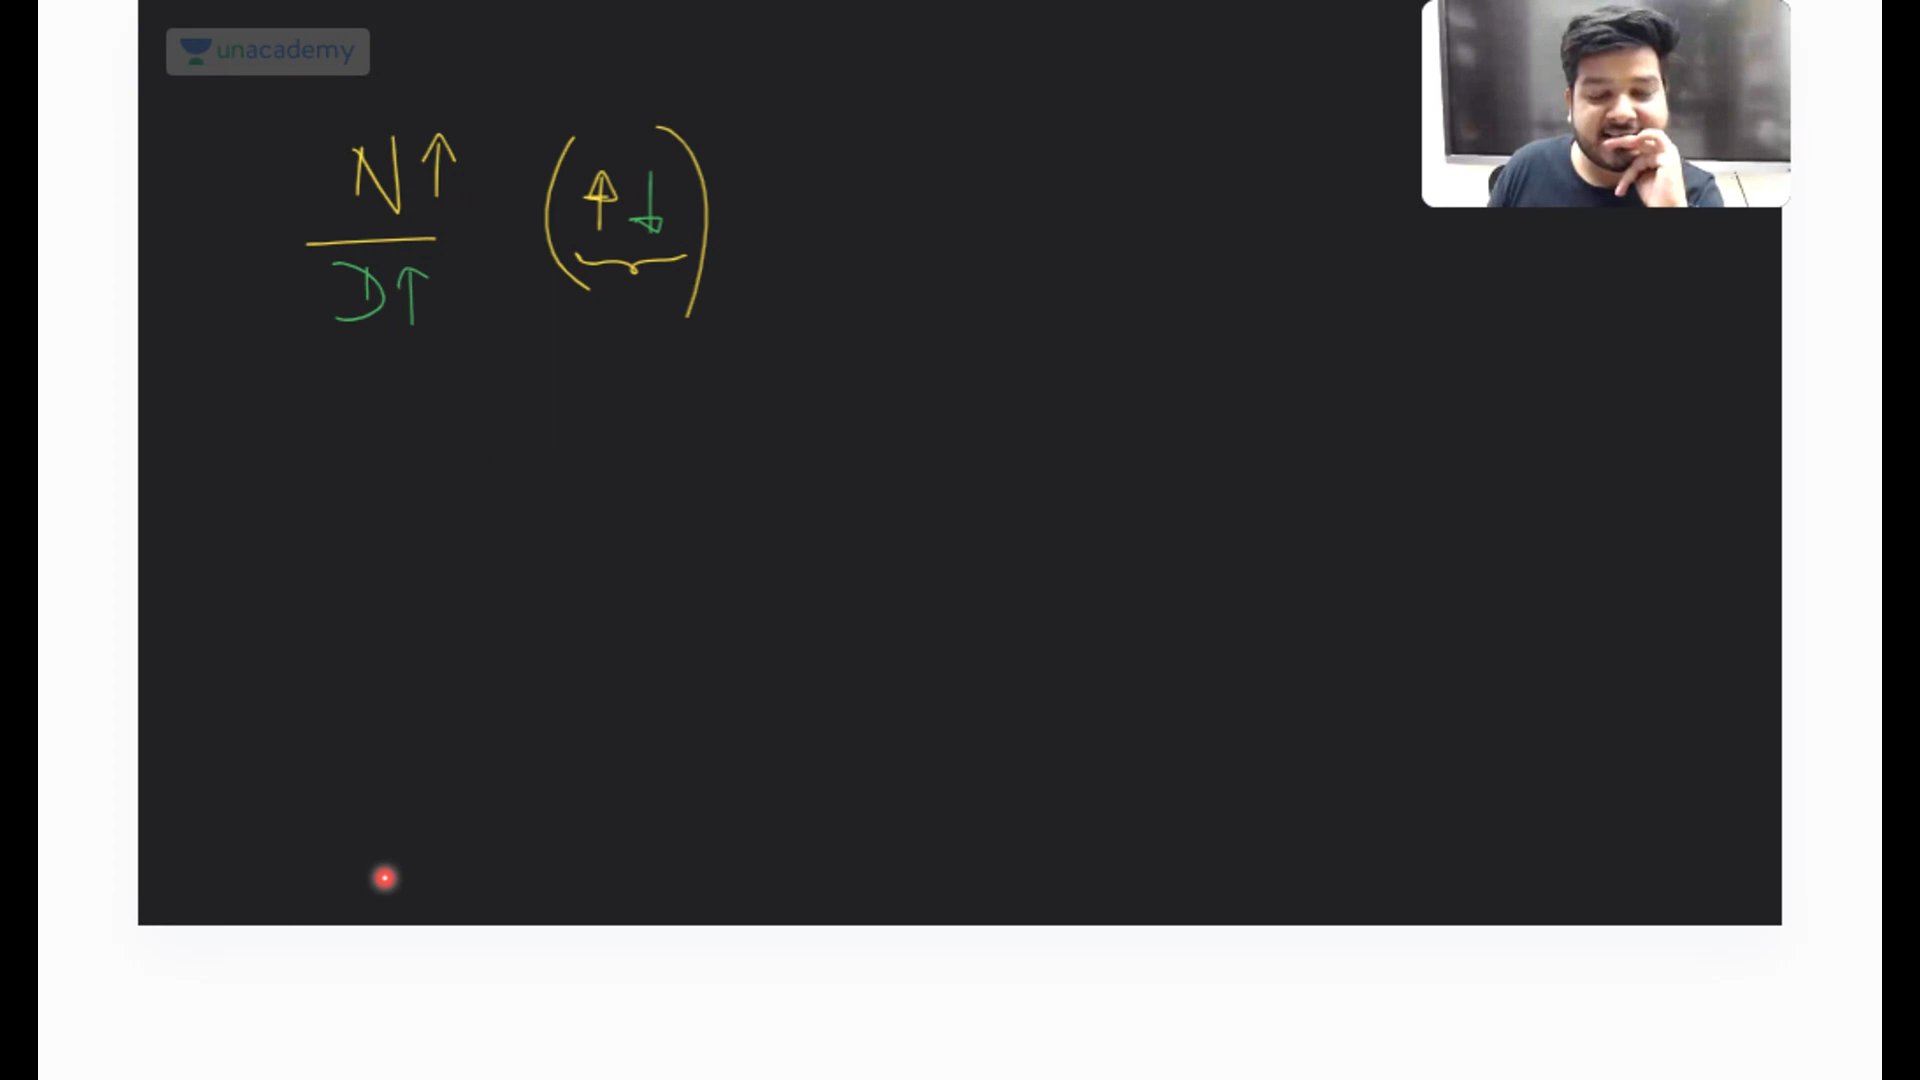 unacademy
N↑ (↑↓)
D↑